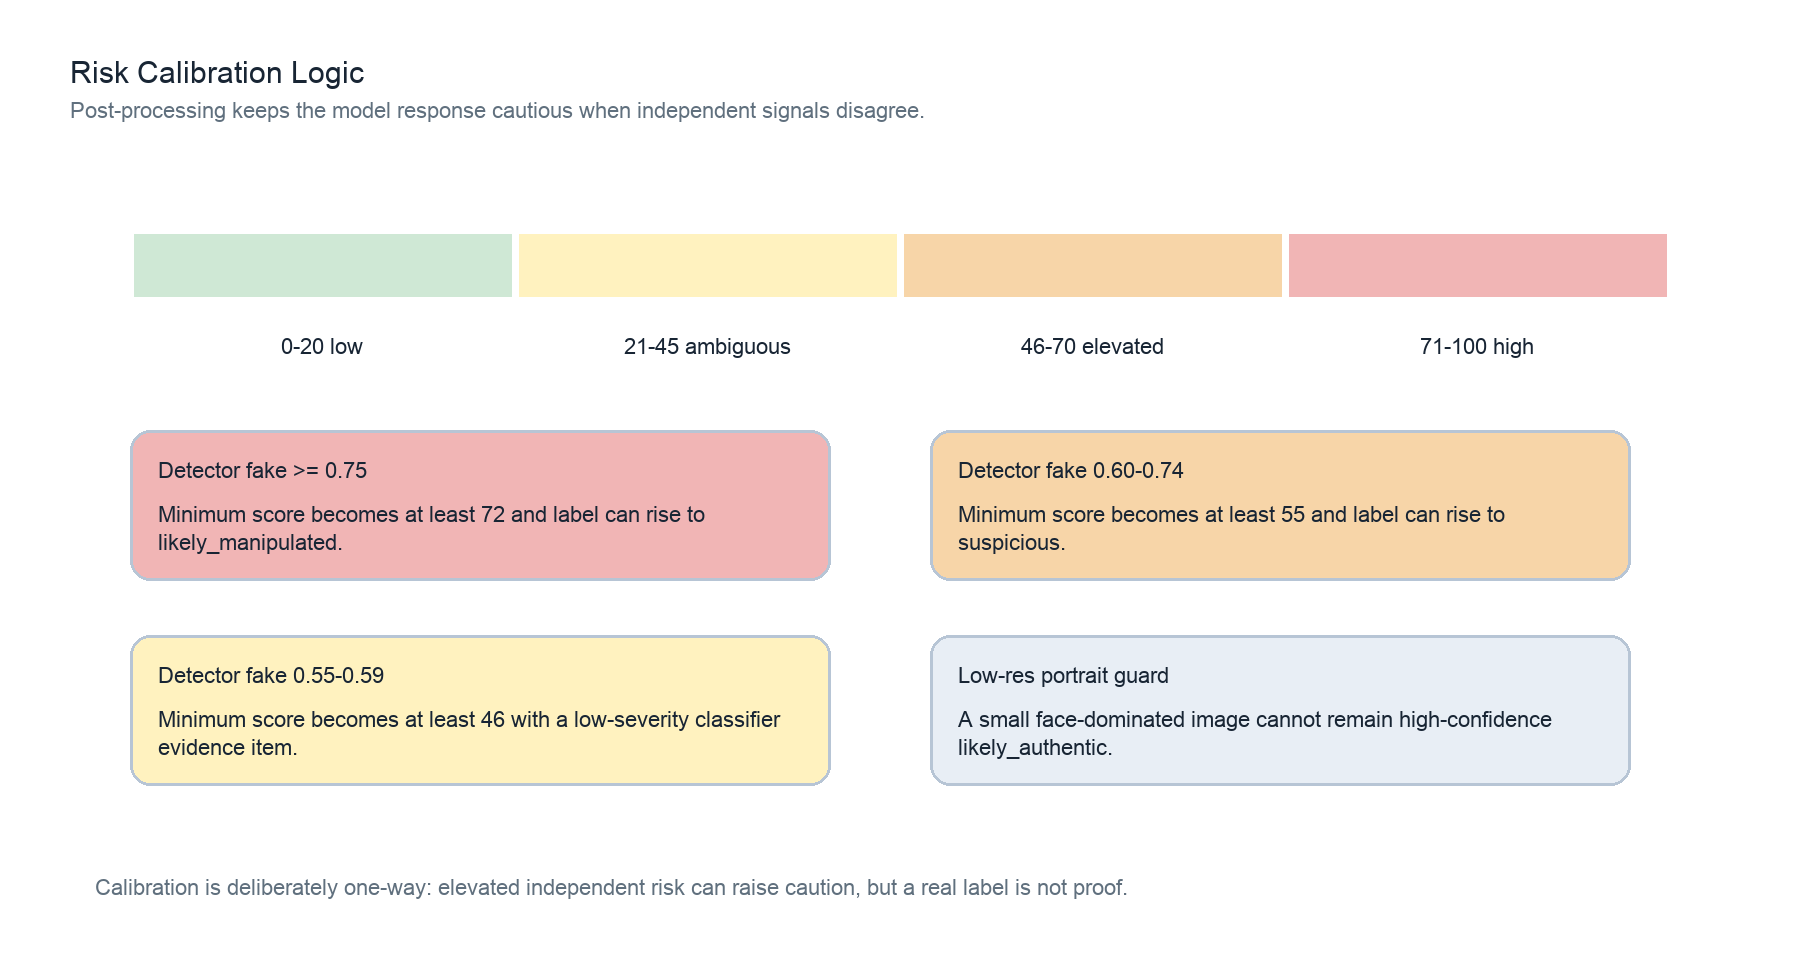 Risk Calibration Logic
Post-processing keeps the model response cautious when independent signals disagree.
0-20 low
21-45 ambiguous
46-70 elevated
71-100 high
Detector fake >= 0.75
Minimum score becomes at least 72 and label can rise to
likely_manipulated.
Detector fake 0.60-0.74
Minimum score becomes at least 55 and label can rise to
suspicious.
Detector fake 0.55-0.59
Minimum score becomes at least 46 with a low-severity classifier
evidence item.
Low-res portrait guard
A small face-dominated image cannot remain high-confidence
likely_authentic.
Calibration is deliberately one-way: elevated independent risk can raise caution, but a real label is not proof.